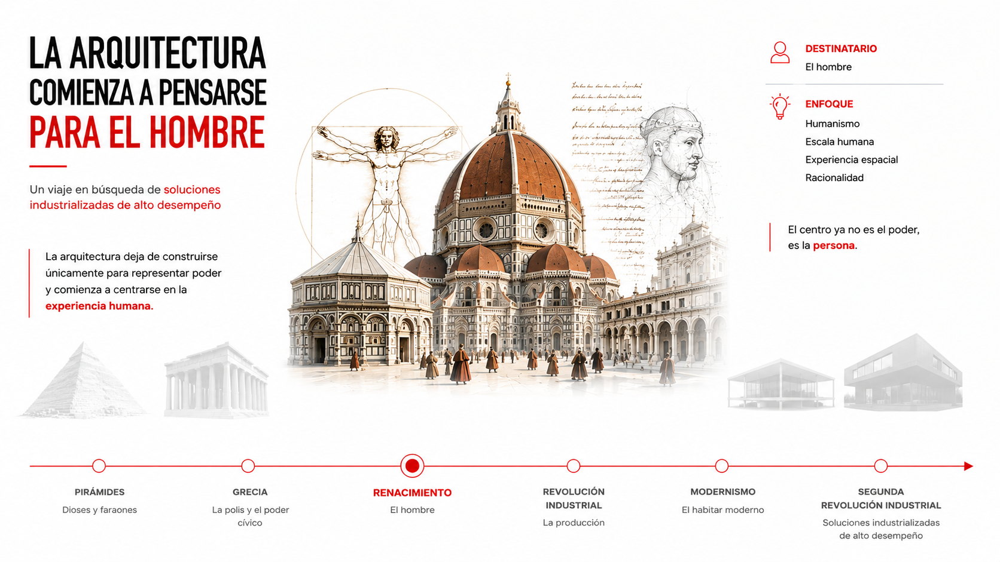 LA ARQUITECTURA
COMIENZA A PENSARSE
PARA EL HOMBRE
Un viaje en búsqueda de soluciones
industrializadas de alto desempeño
La arquitectura deja de construirse
únicamente para representar poder
y comienza a centrarse en la
experiencia humana.
DESTINATARIO
El hombre
ENFOQUE
Humanismo
Escala humana
Experiencia espacial
Racionalidad
El centro ya no es el poder,
es la persona.
PIRÁMIDES
Dioses y faraones
GRECIA
La polis y el poder
cívico
RENACIMIENTO
El hombre
REVOLUCIÓN
INDUSTRIAL
La producción
MODERNISMO
El habitar moderno
SEGUNDA
REVOLUCIÓN INDUSTRIAL
Soluciones industrializadas
de alto desempeño